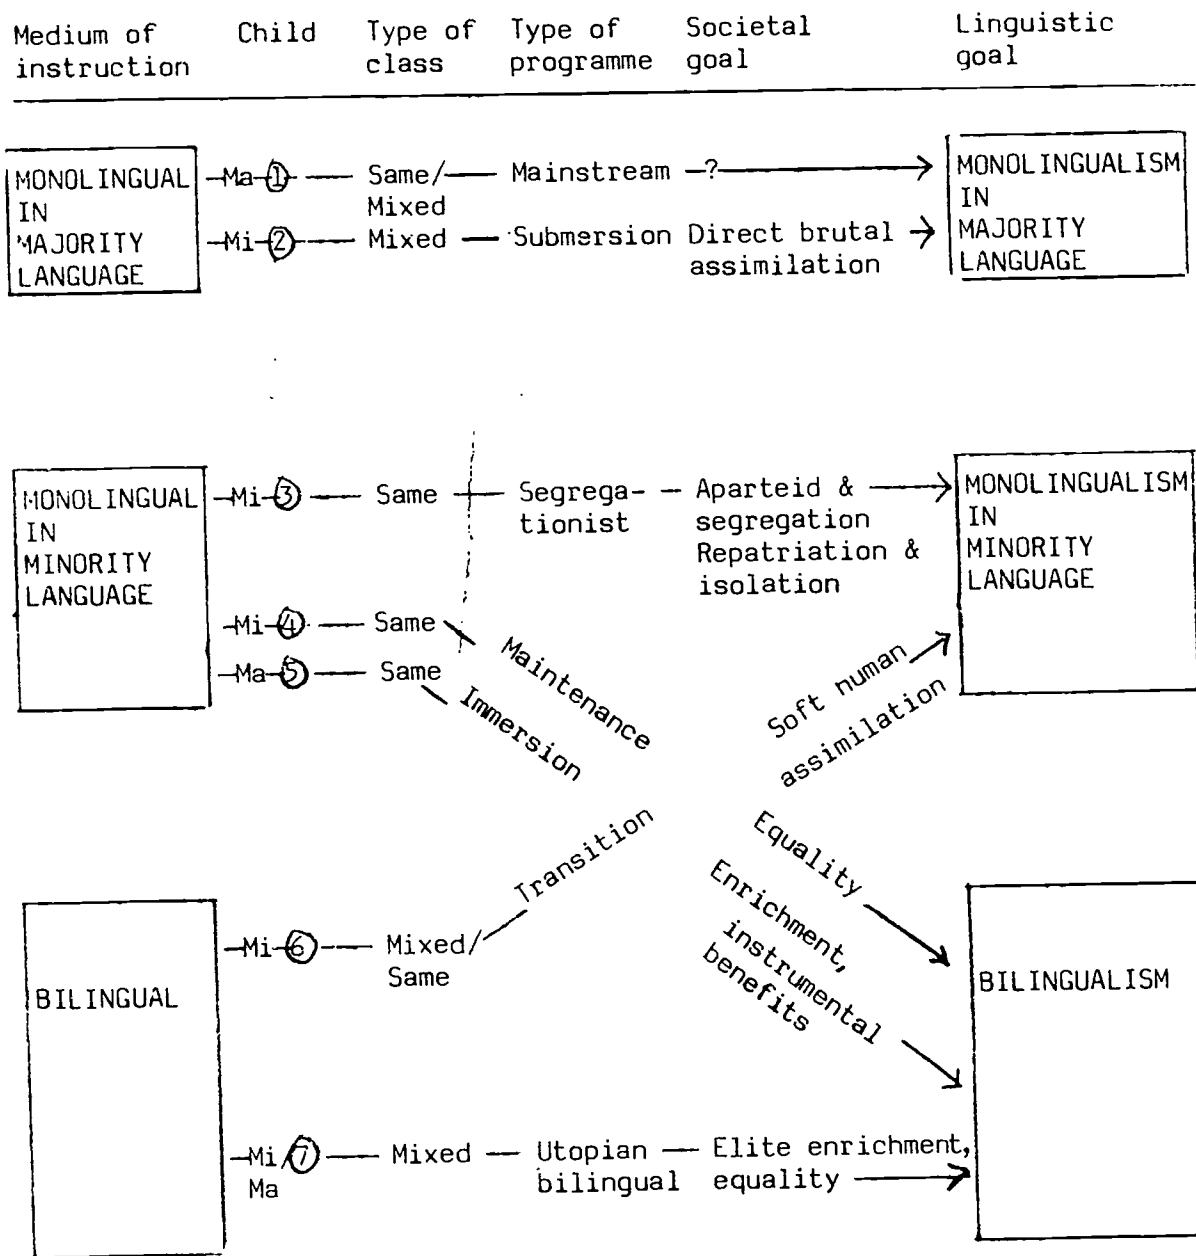 Medium of instruction Child Type of class Type of programme Societal goal Linguistic goal
MONOLINGUAL IN MAJORITY LANGUAGE
Ma 1 Same/ Mixed Mainstream ?
Mi 2 Mixed Submersion Direct brutal assimilation
MONOLINGUALISM IN MAJORITY LANGUAGE
MONOLINGUAL IN MINORITY LANGUAGE
Mi 3 Same Segrega- tionist Aparteid & segregation Repatriation & isolation
MONOLINGUALISM IN MINORITY LANGUAGE
Mi 4 Same Maintenance
Ma 5 Same Immersion
Soft human assimilation
Equality
Enrichment, instrumental benefits
Transition
BILINGUAL
Mi 6 Mixed/ Same
BILINGUALISM
Mi/ Ma 7 Mixed Utopian bilingual Elite enrichment, equality